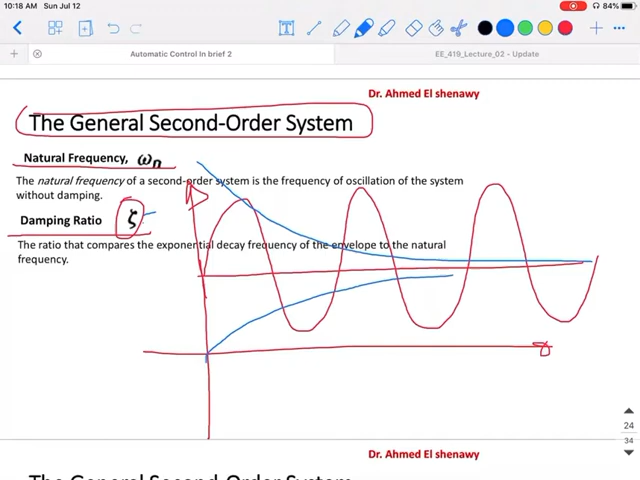 10:18 AM Sun Jul 12
84%
Automatic Control In brief 2
EE_419_Lecture_02 - Update
Dr. Ahmed El shenawy
The General Second-Order System
Natural Frequency, ωn
The natural frequency of a second-order system is the frequency of oscillation of the system
without damping.
Damping Ratio ζ
The ratio that compares the exponential decay frequency of the envelope to the natural
frequency.
24
34
Dr. Ahmed El shenawy
The General Second-Order System